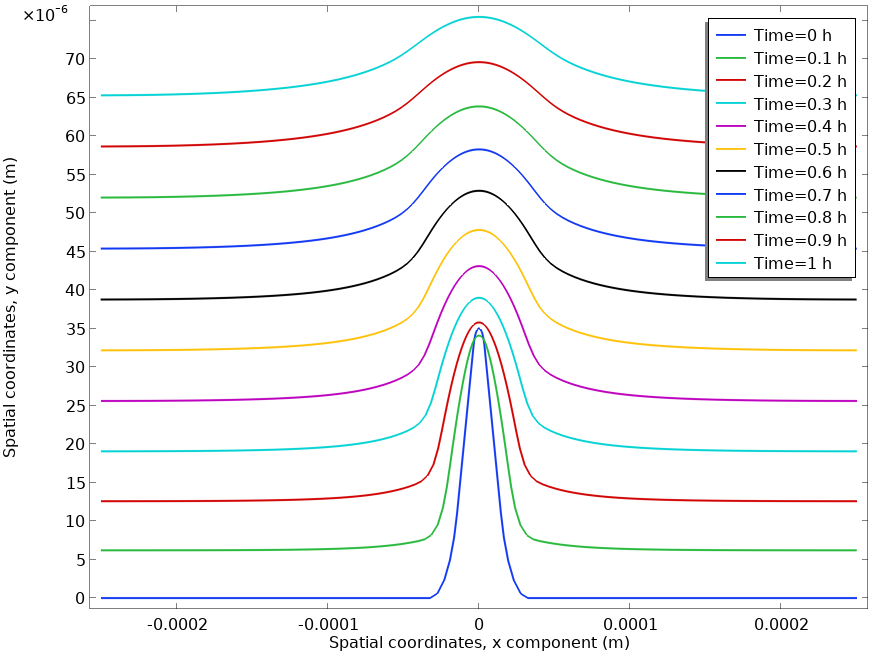 ×10⁻⁶
70
65
60
55
50
45
40
35
30
25
20
15
10
5
0
Spatial coordinates, y component (m)
Time=0 h
Time=0.1 h
Time=0.2 h
Time=0.3 h
Time=0.4 h
Time=0.5 h
Time=0.6 h
Time=0.7 h
Time=0.8 h
Time=0.9 h
Time=1 h
-0.0002 -0.0001 0 0.0001 0.0002
Spatial coordinates, x component (m)